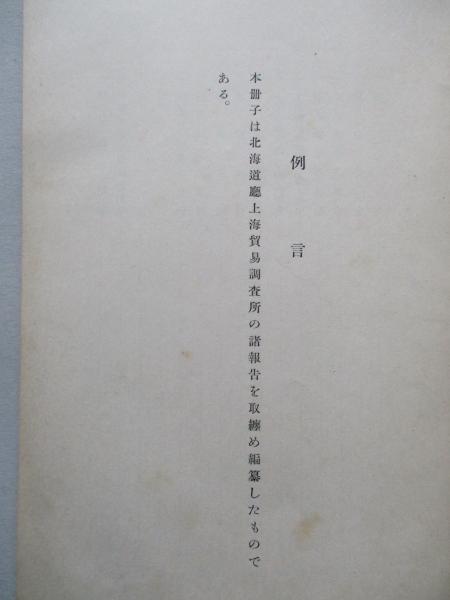 例言
本册子は北海道廳上海貿易調査所の諸報告を取纏め編纂したもので
ある。